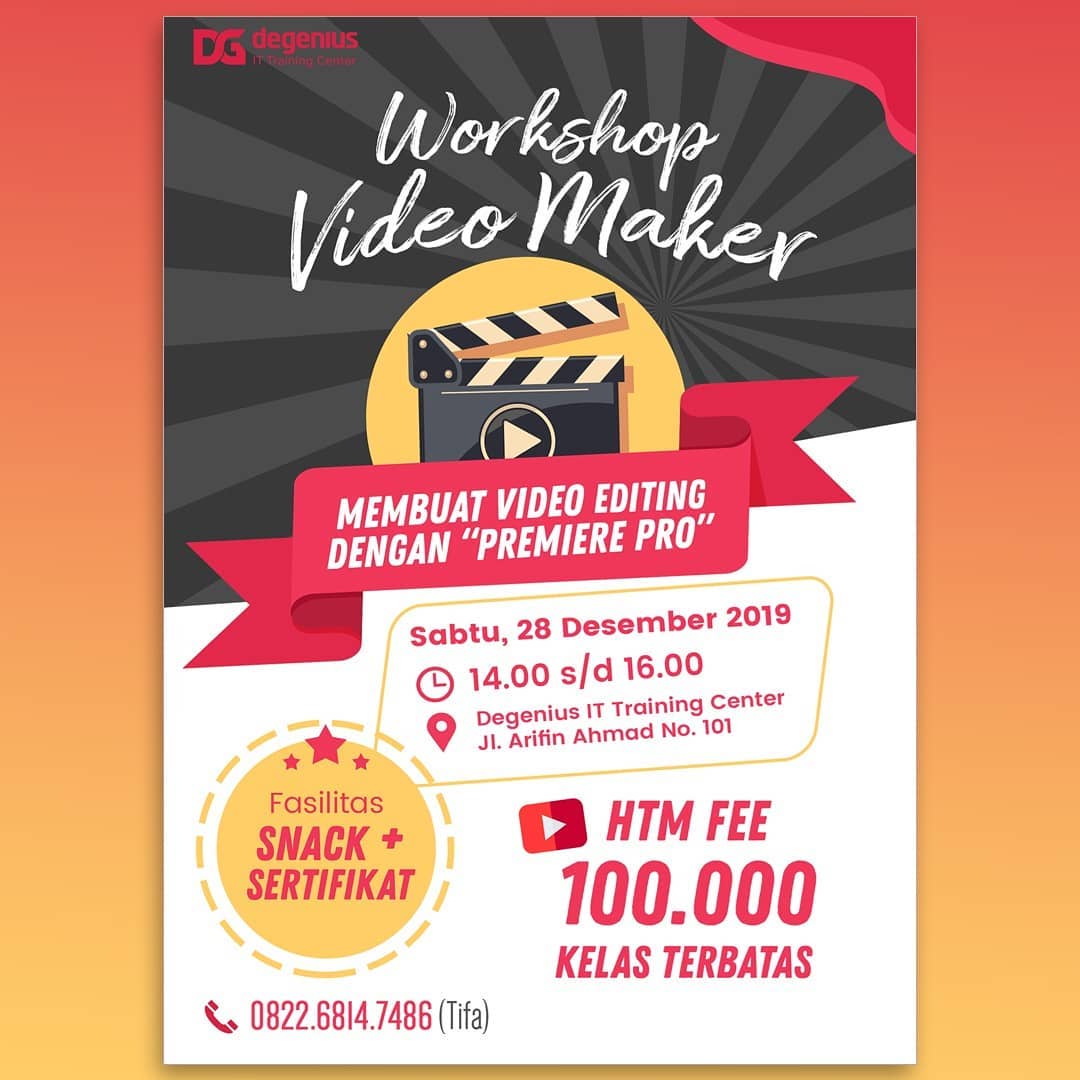 DG degenius
IT Training Center
Workshop
Video Maker
MEMBUAT VIDEO EDITING
DENGAN “PREMIERE PRO”
Sabtu, 28 Desember 2019
14.00 s/d 16.00
Degenius IT Training Center
Jl. Arifin Ahmad No. 101
Fasilitas
SNACK +
SERTIFIKAT
HTM FEE
100.000
KELAS TERBATAS
0822.6814.7486 (Tifa)